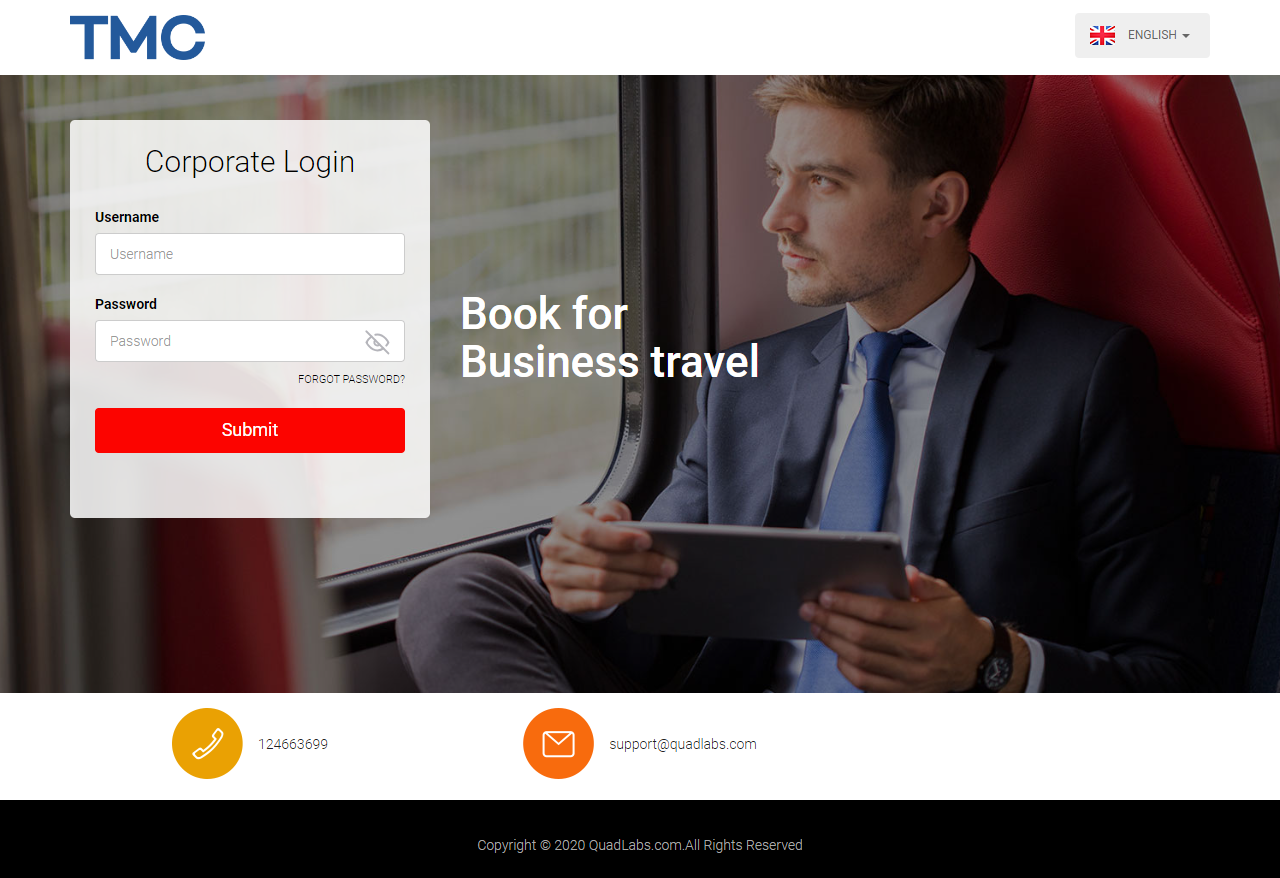 TMC
ENGLISH
Corporate Login
Username
Username
Password
Password
FORGOT PASSWORD?
Submit
Book for
Business travel
124663699
support@quadlabs.com
Copyright © 2020 QuadLabs.com.All Rights Reserved